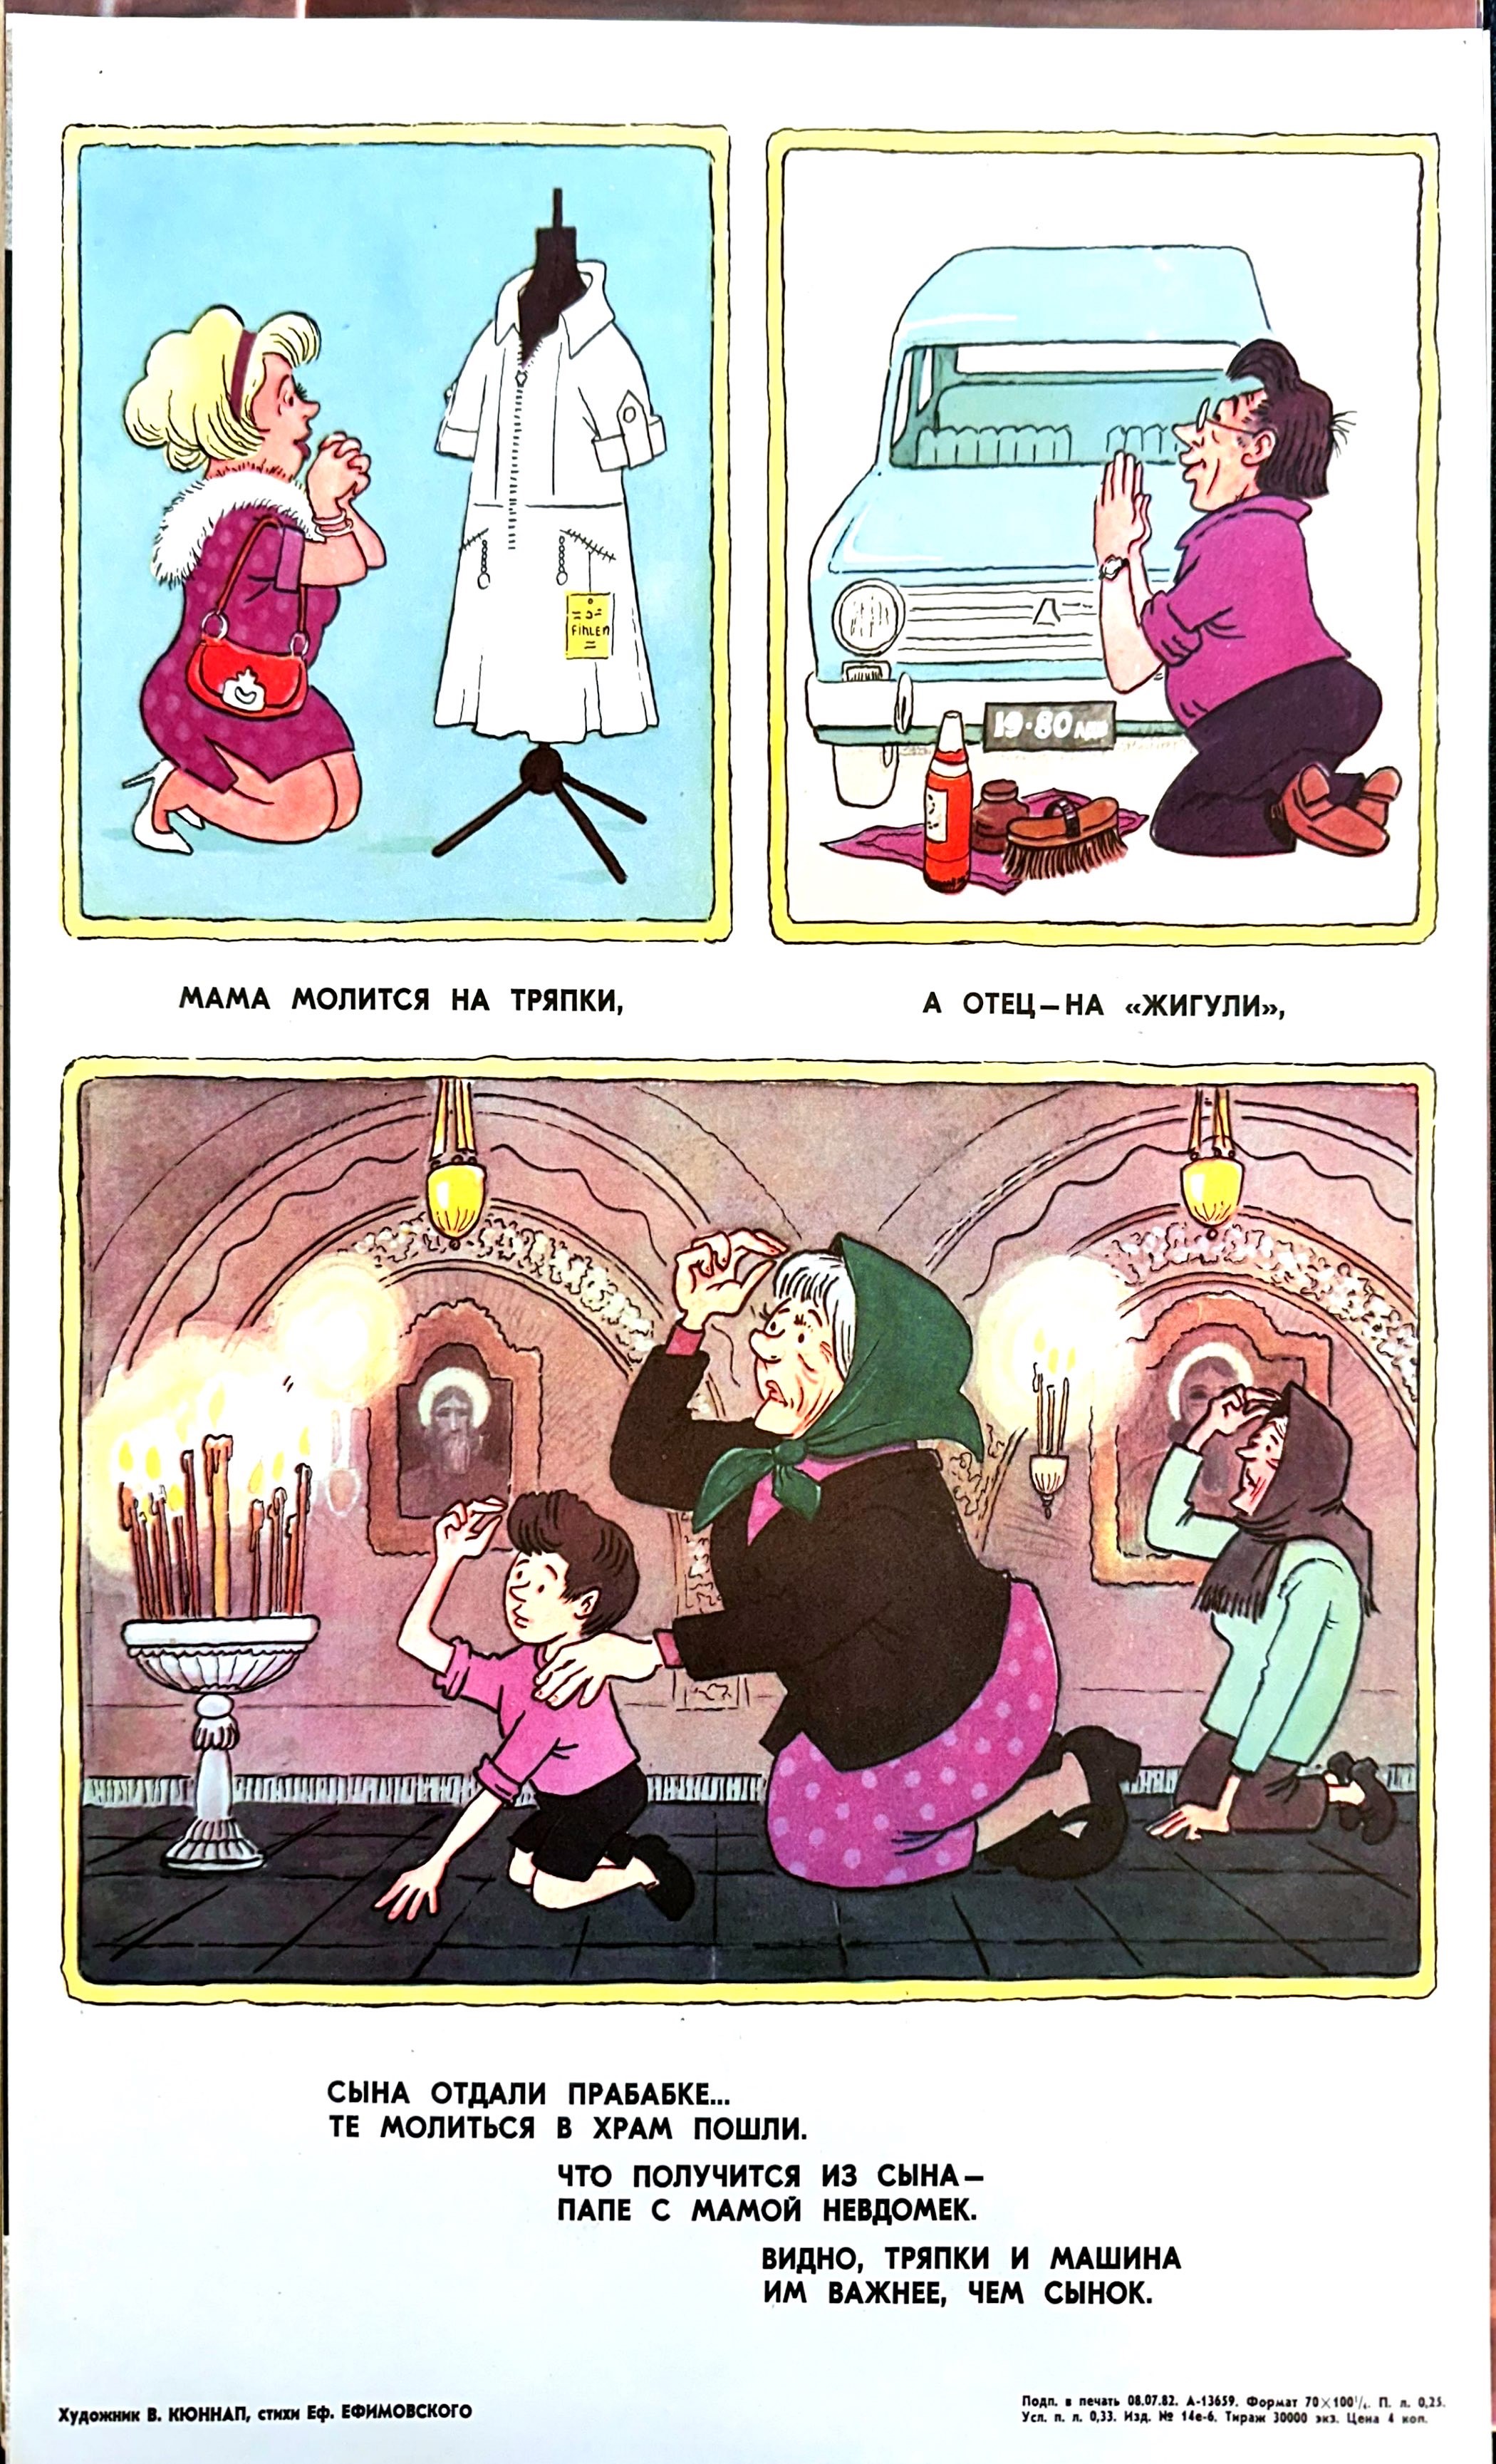 FINLEN
19·80
МАМА МОЛИТСЯ НА ТРЯПКИ,
А ОТЕЦ—НА «ЖИГУЛИ»,
СЫНА ОТДАЛИ ПРАБАБКЕ...
ТЕ МОЛИТЬСЯ В ХРАМ ПОШЛИ.
ЧТО ПОЛУЧИТСЯ ИЗ СЫНА—
ПАПЕ С МАМОЙ НЕВДОМЕК.
ВИДНО, ТРЯПКИ И МАШИНА
ИМ ВАЖНЕЕ, ЧЕМ СЫНОК.
Художник В. КЮННАП, стихи Еф. ЕФИМОВСКОГО
Подп. в печать 08.07.82. А-13659. Формат 70×100¹/₄. П. л. 0,25.
Усл. п. л. 0,33. Изд. № 14е-6. Тираж 30000 экз. Цена 4 коп.